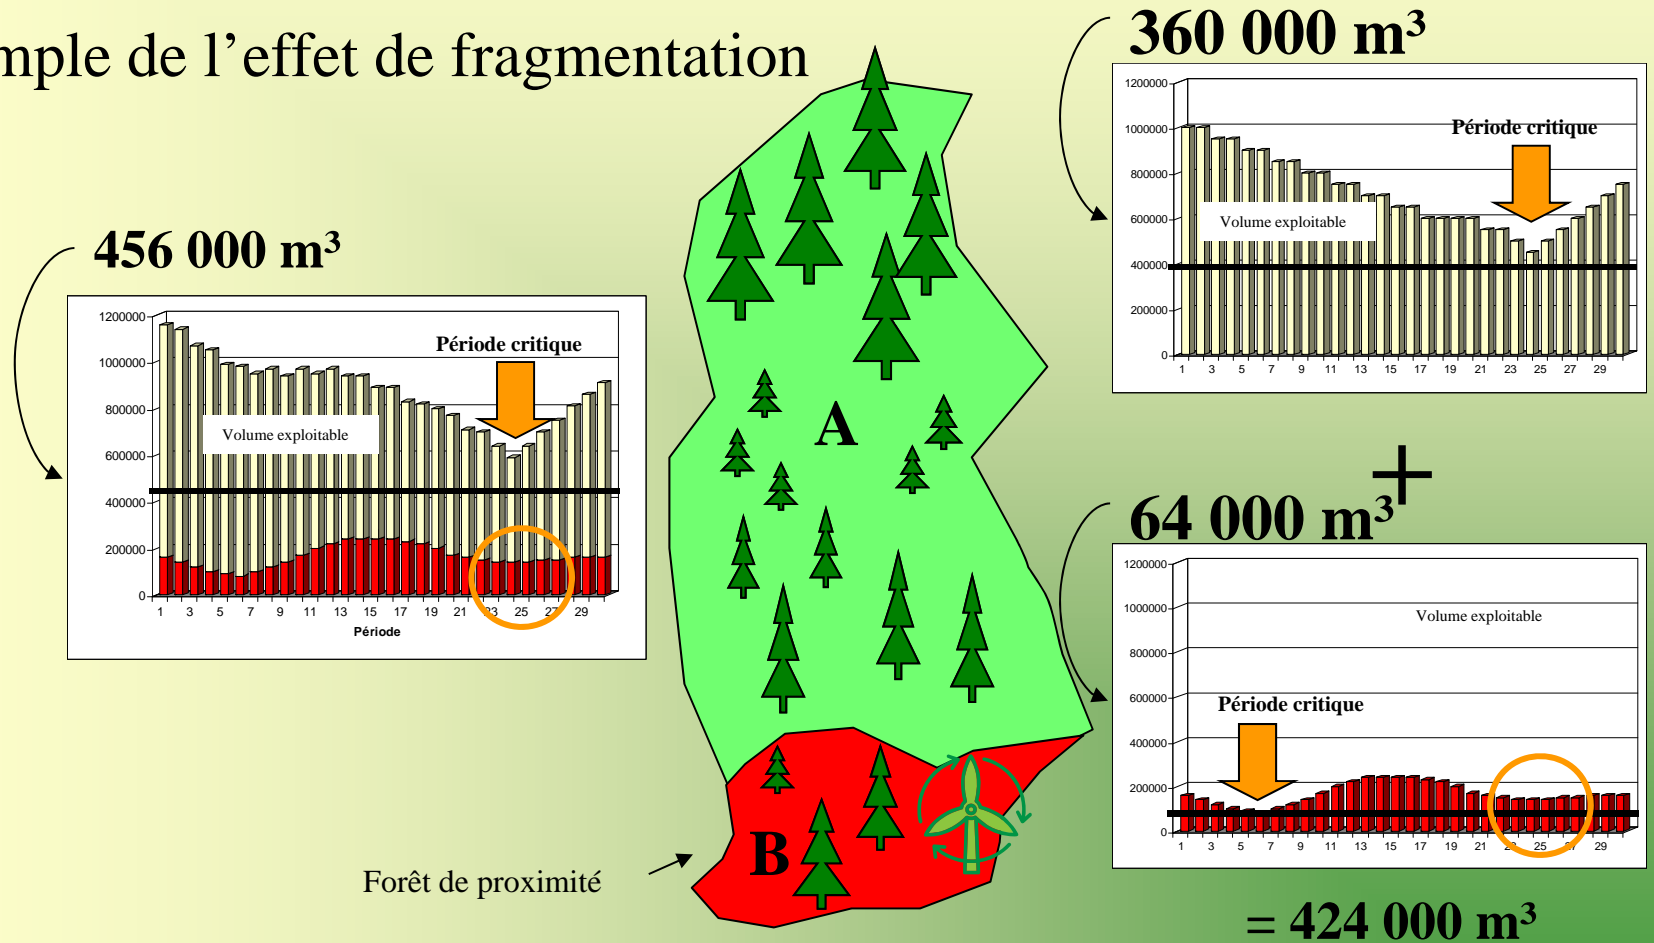 mple de l’effet de fragmentation
456 000 m³
1200000
1000000
800000
600000
400000
200000
0
Période critique
Volume exploitable
1 3 5 7 9 11 13 15 17 19 21 23 25 27 29
Période
A
B
Forêt de proximité
360 000 m³
1200000
1000000
800000
600000
400000
200000
0
Période critique
Volume exploitable
1 3 5 7 9 11 13 15 17 19 21 23 25 27 29
+
64 000 m³
1200000
1000000
800000
600000
400000
200000
0
Volume exploitable
Période critique
1 3 5 7 9 11 13 15 17 19 21 23 25 27 29
= 424 000 m³